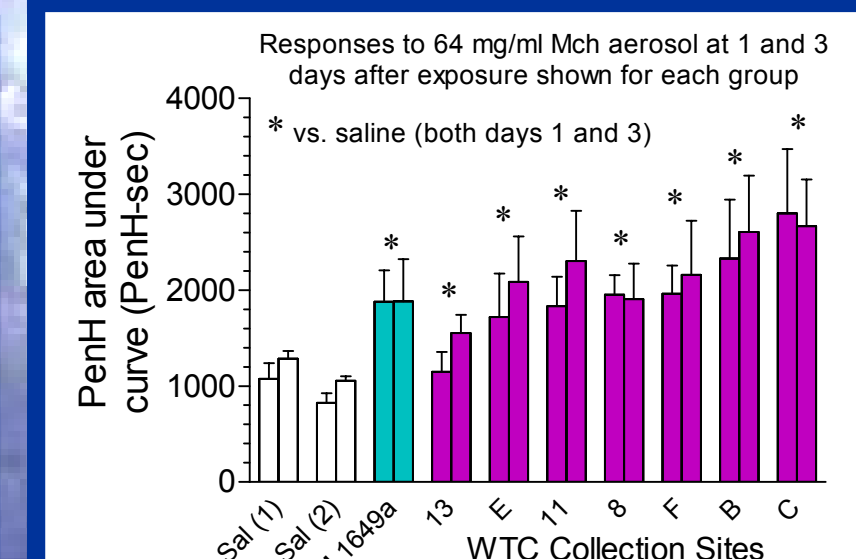 Responses to 64 mg/ml Mch aerosol at 1 and 3
days after exposure shown for each group
* vs. saline (both days 1 and 3)
PenH area under
curve (PenH-sec)
4000
3000
2000
1000
0
*
*
*
*
*
*
*
*
Sal (1)
Sal (2)
1649a
13
E
11
8
F
B
C
WTC Collection Sites